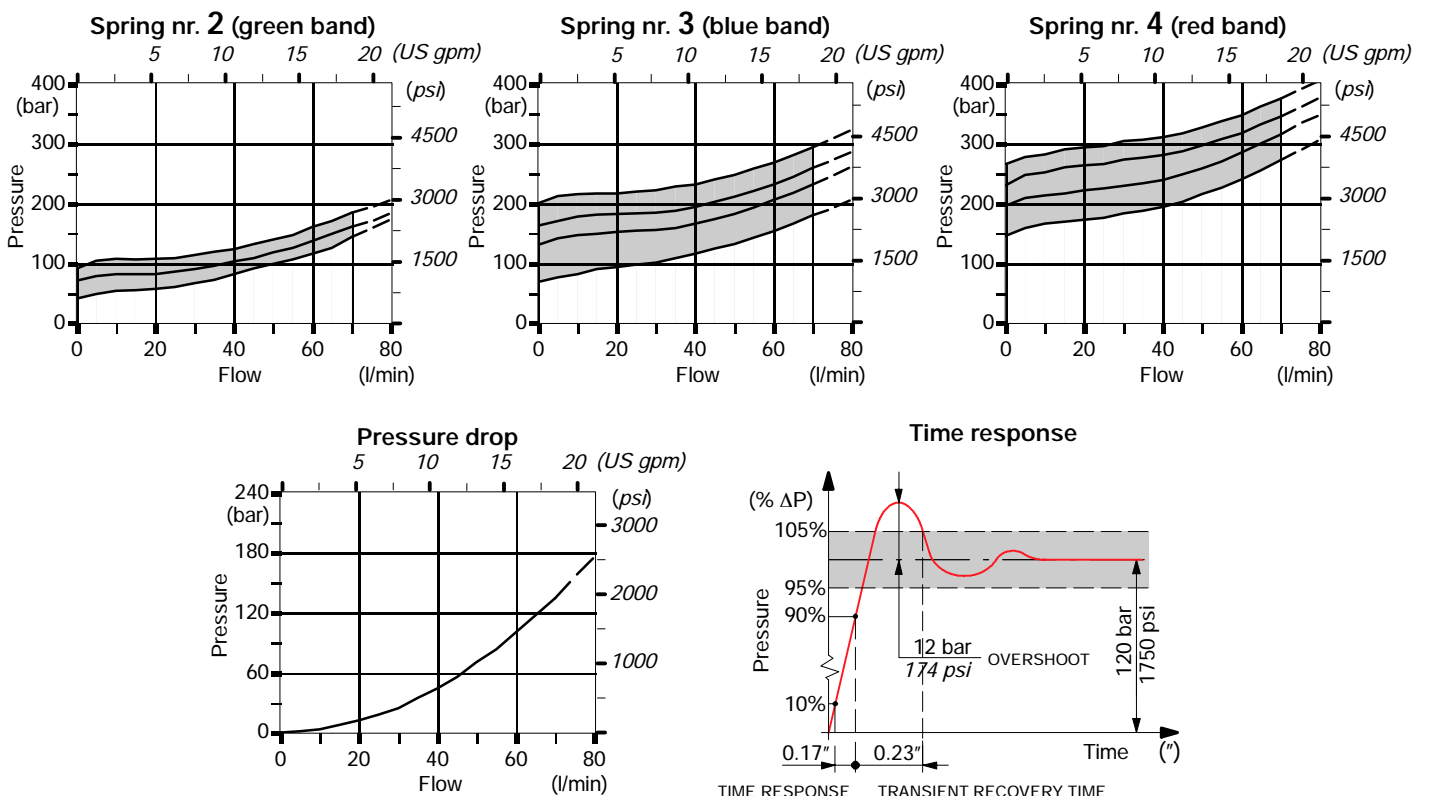 Spring nr. 2 (green band)
5 10 15 20 (US gpm)
400
(bar)
300
200
100
0
Pressure
(psi)
4500
3000
1500
0 20 40 60 80
Flow (l/min)
Spring nr. 3 (blue band)
5 10 15 20 (US gpm)
400
(bar)
300
200
100
0
Pressure
(psi)
4500
3000
1500
0 20 40 60 80
Flow (l/min)
Spring nr. 4 (red band)
5 10 15 20 (US gpm)
400
(bar)
300
200
100
0
Pressure
(psi)
4500
3000
1500
0 20 40 60 80
Flow (l/min)
Pressure drop
5 10 15 20 (US gpm)
240
(bar)
180
120
60
0
Pressure
(psi)
3000
2000
1000
0 20 40 60 80
Flow (l/min)
Time response
(% ΔP)
105%
95%
90%
10%
Pressure
12 bar
174 psi
OVERSHOOT
120 bar
1750 psi
Time (")
0.17" 0.23"
TIME RESPONSE TRANSIENT RECOVERY TIME